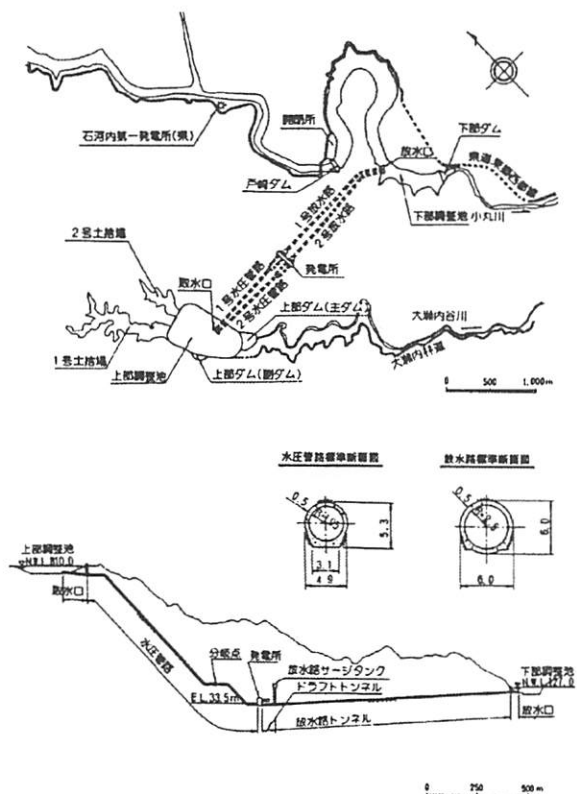 石河内第一発電所(県)
開閉所
戸崎ダム
放水口
下部ダム
下部調整池
小丸川
1号放水路
2号放水路
発電所
1号水圧管路
2号水圧管路
取水口
2号土捨場
1号土捨場
上部調整池
上部ダム(主ダム)
上部ダム(副ダム)
大瀬内谷川
大瀬内林道
0 500 1,000m
水圧管路標準断面図
放水路標準断面図
0.5
5.3
3.1
4.9
0.5
6.0
6.0
上部調整池
取水口
水圧管路
分岐点
発電所
EL.33.5m
放水路サージタンク
ドラフトトンネル
放水路トンネル
下部調整池
放水口
0 250 500m